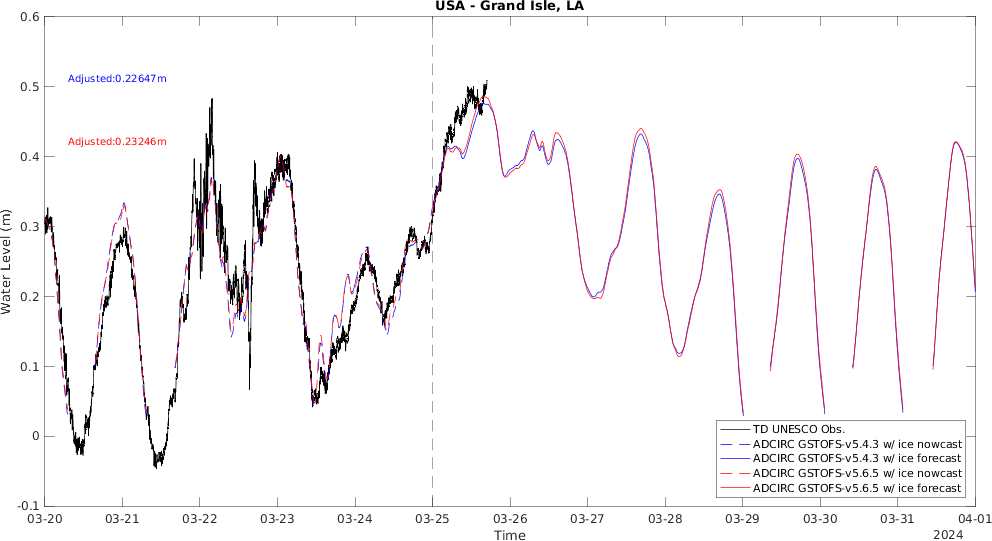 USA - Grand Isle, LA
0.6
0.5
0.4
0.3
0.2
0.1
0
-0.1
Water Level (m)
Adjusted:0.22647m
Adjusted:0.23246m
TD UNESCO Obs.
ADCIRC GSTOFS-v5.4.3 w/ ice nowcast
ADCIRC GSTOFS-v5.4.3 w/ ice forecast
ADCIRC GSTOFS-v5.6.5 w/ ice nowcast
ADCIRC GSTOFS-v5.6.5 w/ ice forecast
03-20 03-21 03-22 03-23 03-24 03-25 03-26 03-27 03-28 03-29 03-30 03-31 04-01
Time
2024